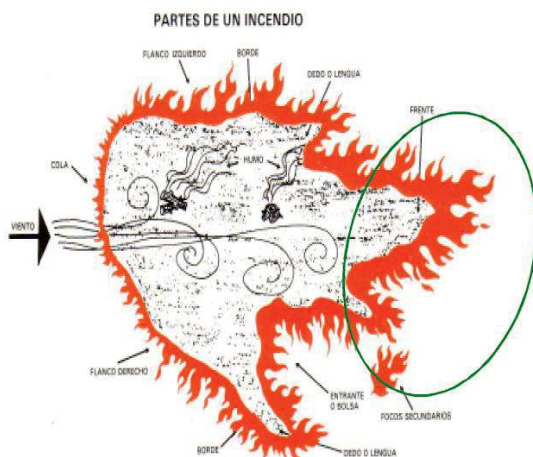 PARTES DE UN INCENDIO
FLANCO IZQUIERDO
BORDE
DEDO O LENGUA
FRENTE
HUMO
COLA
VIENTO
FLANCO DERECHO
ENTRANTE
O BOLSA
FOCOS SECUNDARIOS
BORDE
DEDO O LENGUA